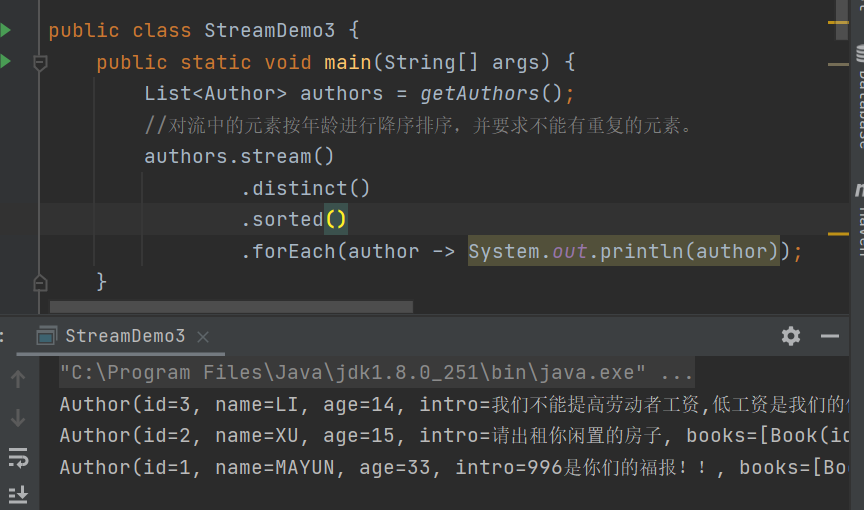 public class StreamDemo3 {
public static void main(String[] args) {
List<Author> authors = getAuthors();
//对流中的元素按年龄进行降序排序，并要求不能有重复的元素。
authors.stream()
.distinct()
.sorted()
.forEach(author -> System.out.println(author));
}
StreamDemo3
"C:\Program Files\Java\jdk1.8.0_251\bin\java.exe" ...
Author(id=3, name=LI, age=14, intro=我们不能提高劳动者工资,低工资是我们的
Author(id=2, name=XU, age=15, intro=请出租你闲置的房子, books=[Book(id
Author(id=1, name=MAYUN, age=33, intro=996是你们的福报！！, books=[Bo